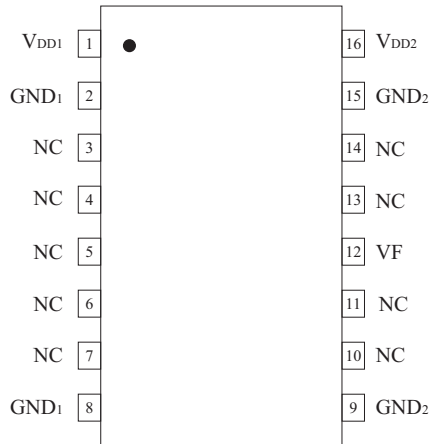 VDD1 1 16 VDD2
GND1 2 15 GND2
NC 3 14 NC
NC 4 13 NC
NC 5 12 VF
NC 6 11 NC
NC 7 10 NC
GND1 8 9 GND2